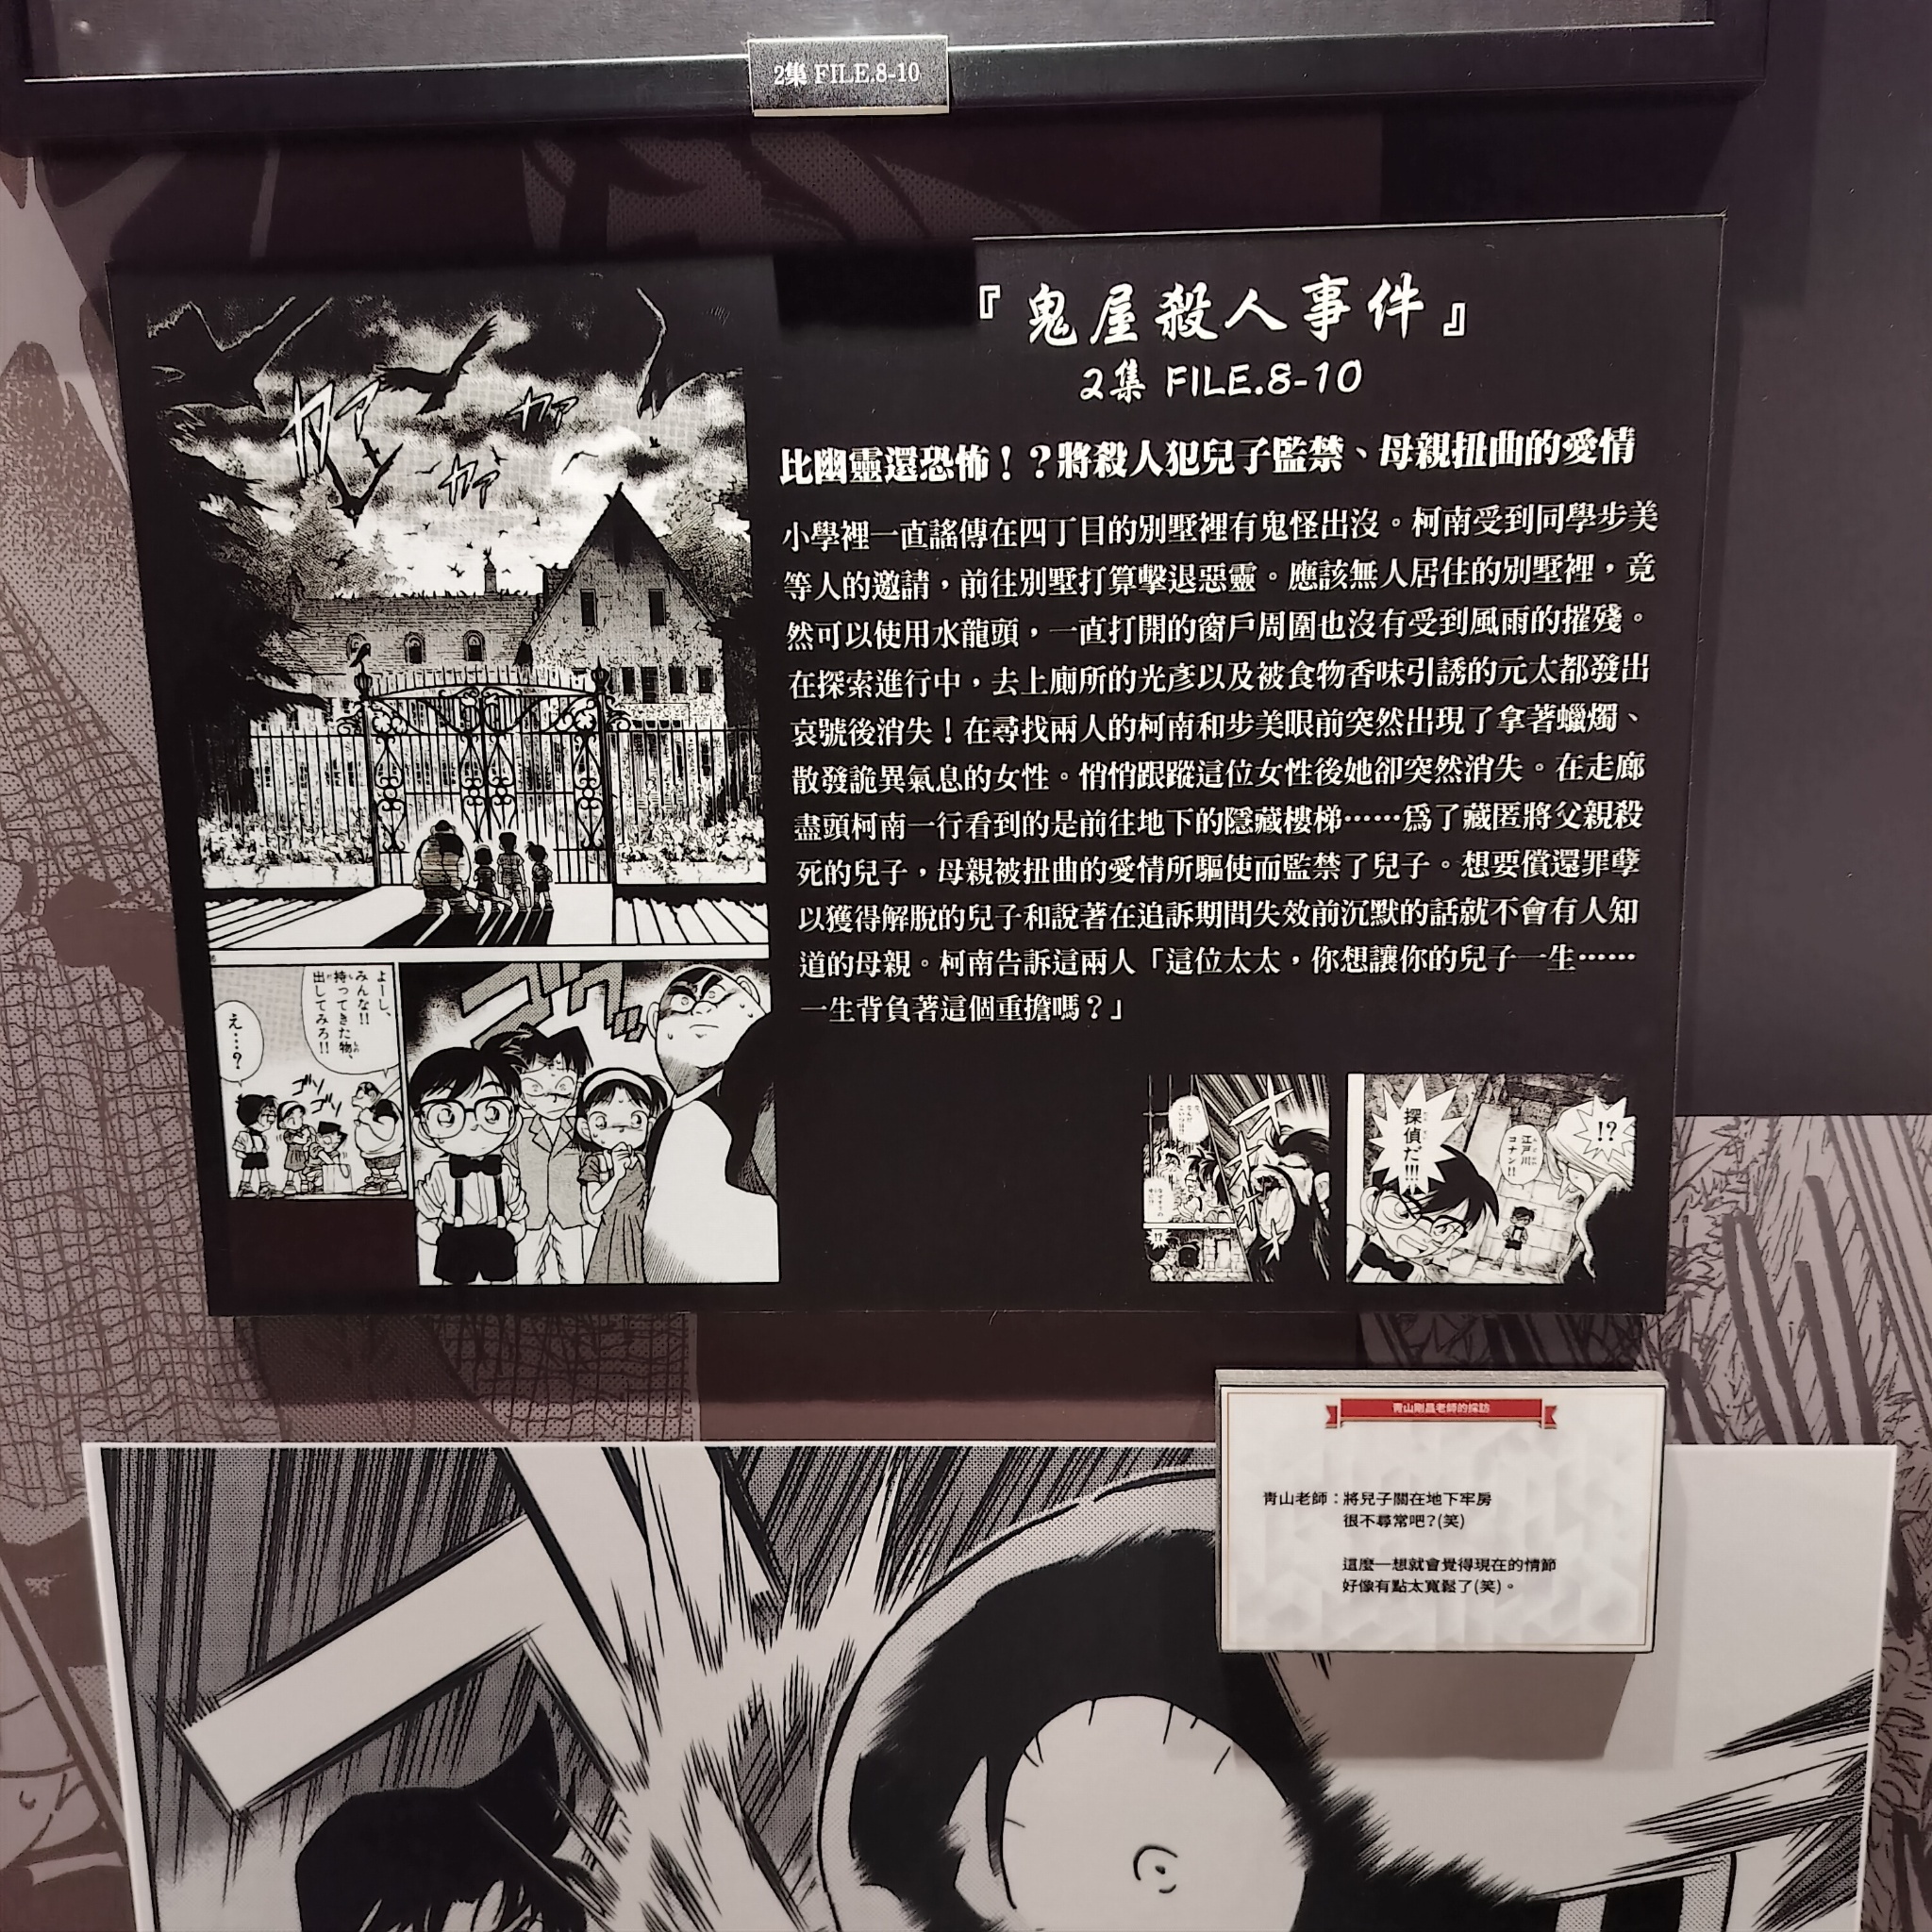 2集 FILE.8-10
『鬼屋殺人事件』
2集 FILE.8-10
比幽靈還恐怖！？將殺人犯兒子監禁、母親扭曲的愛情
小學裡一直謠傳在四丁目的別墅裡有鬼怪出沒。柯南受到同學步美
等人的邀請，前往別墅打算擊退惡靈。應該無人居住的別墅裡，竟
然可以使用水龍頭，一直打開的窗戶周圍也沒有受到風雨的摧殘。
在探索進行中，去上廁所的光彥以及被食物香味引誘的元太都發出
哀號後消失！在尋找兩人的柯南和步美眼前突然出現了拿著蠟燭、
散發詭異氣息的女性。悄悄跟蹤這位女性後她卻突然消失。在走廊
盡頭柯南一行看到的是前往地下的隱藏樓梯……為了藏匿將父親殺
死的兒子，母親被扭曲的愛情所驅使而監禁了兒子。想要償還罪孽
以獲得解脫的兒子和說著在追訴期間失效前沉默的話就不會有人知
道的母親。柯南告訴這兩人「這位太太，你想讓你的兒子一生……
一生背負著這個重擔嗎？」
カァ
カァ
カァ
よーし、
みんな!!
持ってきた物、
出してみろ!!
え…？
ゴソ
ゴソ
探偵だ!!!
江戸川
コナン!!
!?
青山剛昌老師的採訪
青山老師：將兒子關在地下牢房
很不尋常吧?(笑)
這麼一想就會覺得現在的情節
好像有點太寬鬆了(笑)。